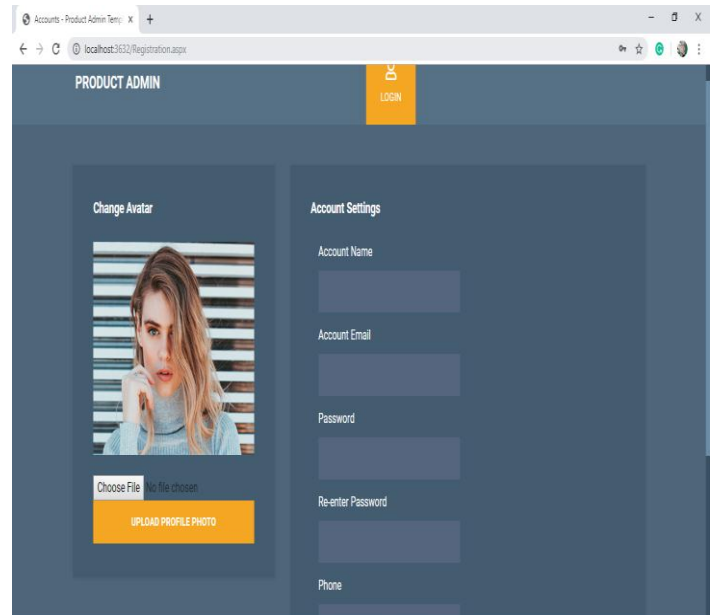 Accounts - Product Admin Temp
localhost:3632/Registration.aspx
PRODUCT ADMIN
LOGIN
Change Avatar
Choose File No file chosen
UPLOAD PROFILE PHOTO
Account Settings
Account Name
Account Email
Password
Re-enter Password
Phone